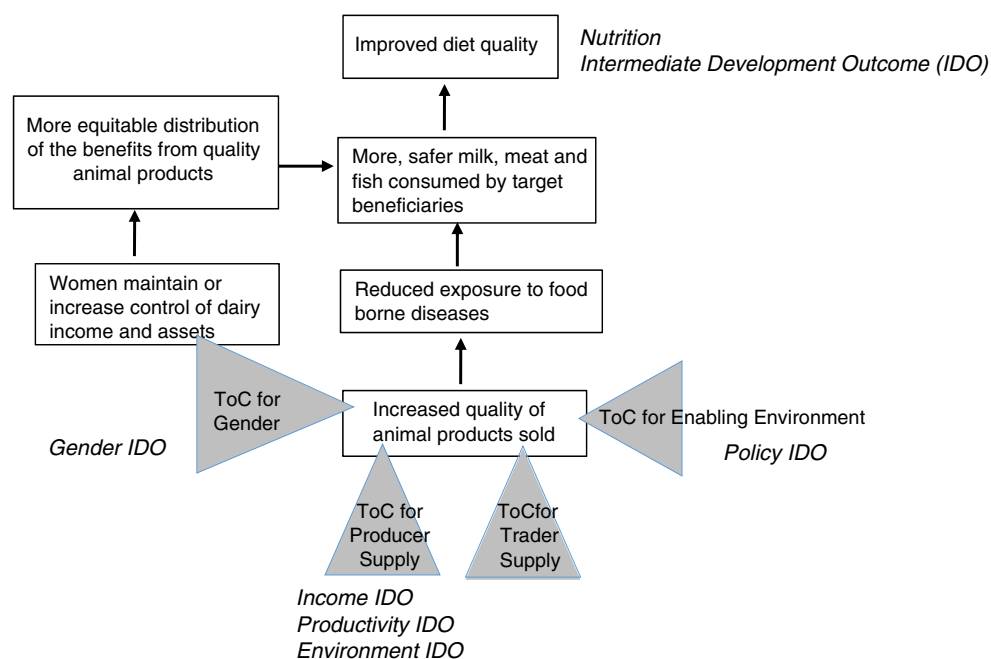 Improved diet quality
Nutrition
Intermediate Development Outcome (IDO)
More equitable distribution
of the benefits from quality
animal products
More, safer milk, meat and
fish consumed by target
beneficiaries
Women maintain or
increase control of dairy
income and assets
Reduced exposure to food
borne diseases
ToC for
Gender
Increased quality of
animal products sold
ToC for Enabling Environment
Gender IDO
Policy IDO
ToC for
Producer
Supply
ToCfor
Trader
Supply
Income IDO
Productivity IDO
Environment IDO